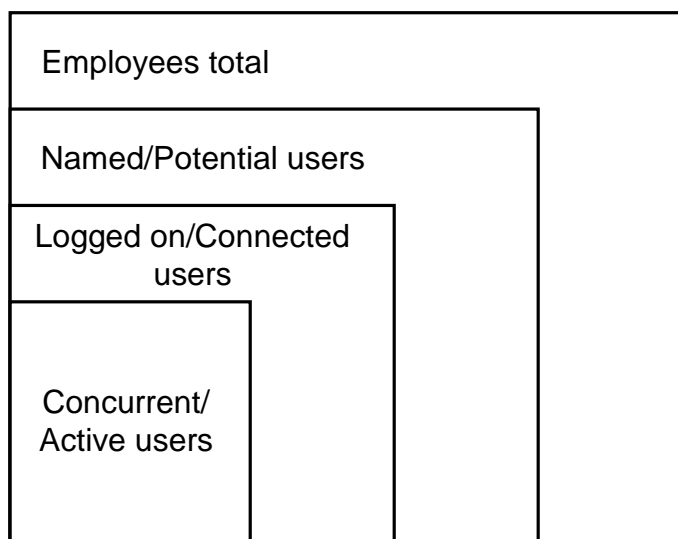 Employees total
Named/Potential users
Logged on/Connected
users
Concurrent/
Active users